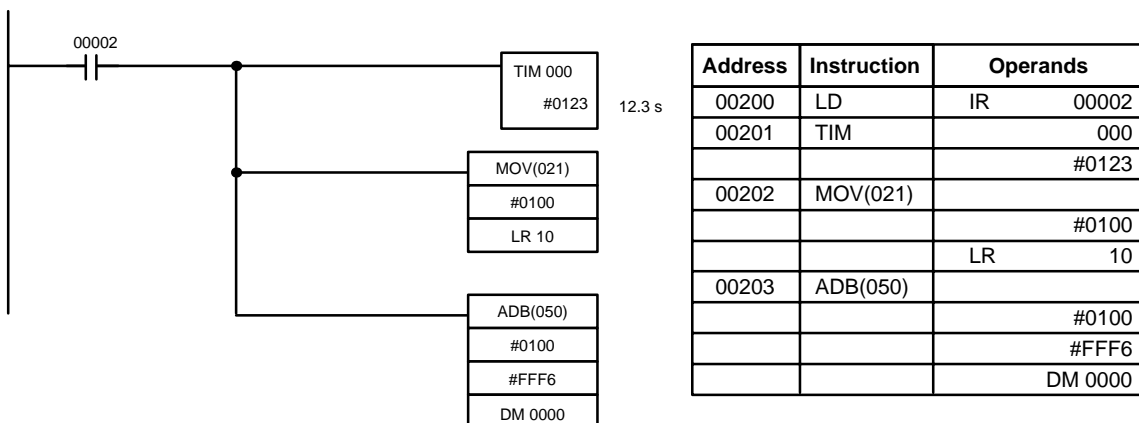 00002
TIM 000
#0123
12.3 s
MOV(021)
#0100
LR 10
ADB(050)
#0100
#FFF6
DM 0000
Address Instruction Operands
00200 LD IR 00002
00201 TIM 000
#0123
00202 MOV(021)
#0100
LR 10
00203 ADB(050)
#0100
#FFF6
DM 0000